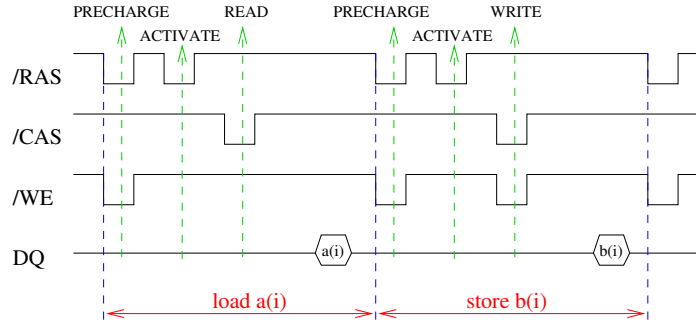 PRECHARGE READ PRECHARGE WRITE
ACTIVATE ACTIVATE
/RAS
/CAS
/WE
DQ a(i) b(i)
load a(i) store b(i)